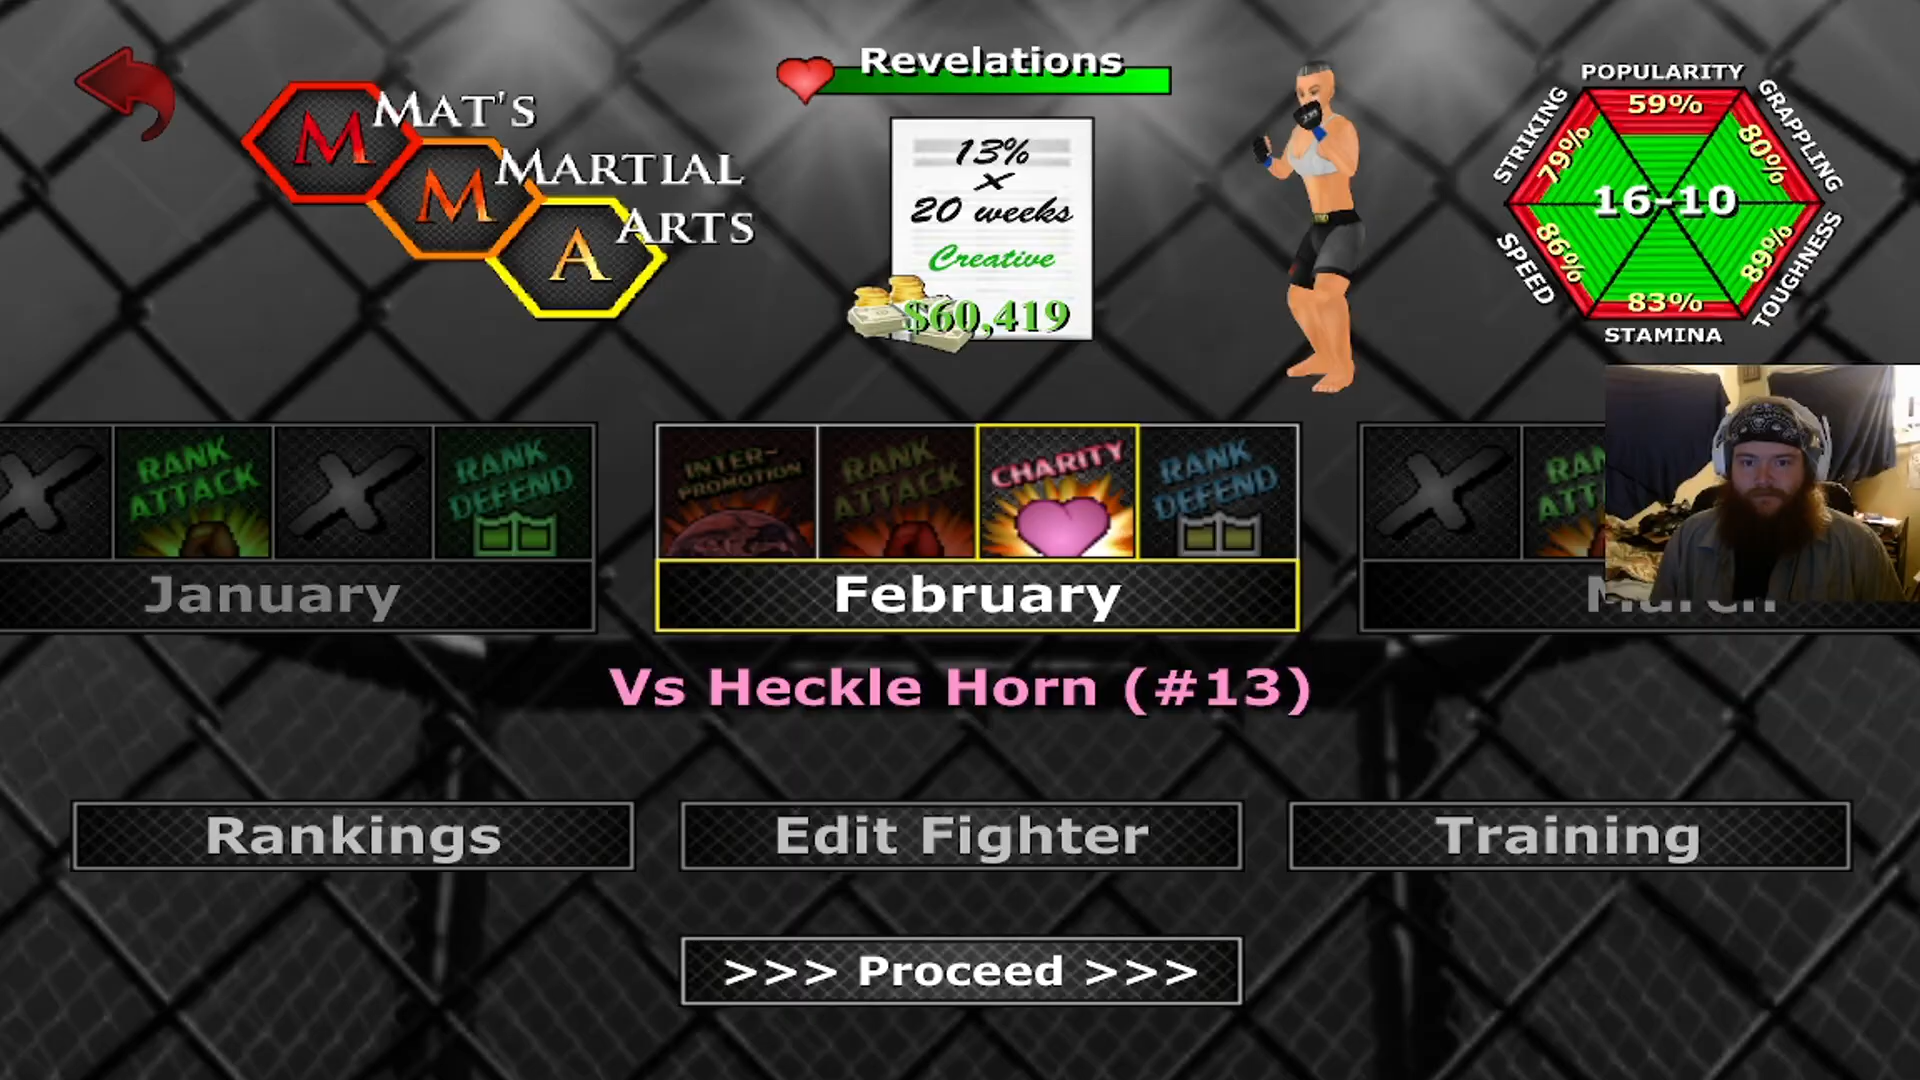 MAT'S
MARTIAL
ARTS
M
M
A
Revelations
13%
x
20 weeks
Creative
$60,419
POPULARITY
59%
GRAPPLING
80%
TOUGHNESS
89%
STAMINA
83%
SPEED
86%
STRIKING
79%
16-10
RANK
ATTACK
RANK
DEFEND
January
INTER-
PROMOTION
RANK
ATTACK
CHARITY
RANK
DEFEND
February
March
Vs Heckle Horn (#13)
Rankings
Edit Fighter
Training
>>> Proceed >>>